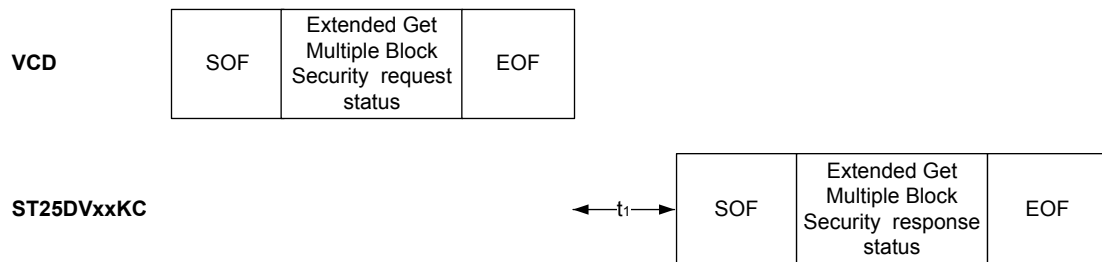 VCD
SOF
Extended Get
Multiple Block
Security request
status
EOF
ST25DVxxKC
t1
SOF
Extended Get
Multiple Block
Security response
status
EOF